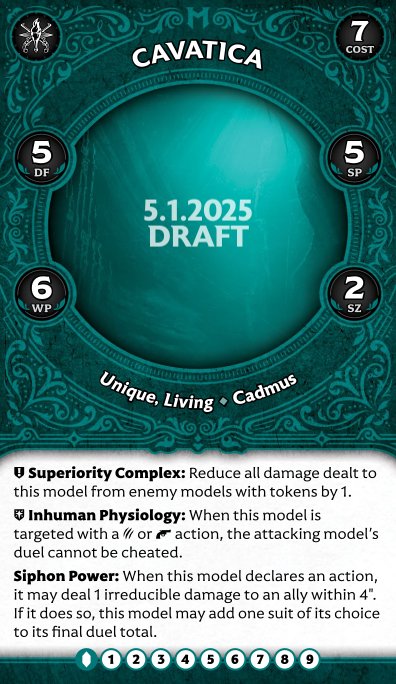 CAVATICA
7
COST
5
DF
5
SP
5.1.2025
DRAFT
6
WP
2
SZ
Unique, Living ⬥ Cadmus
Superiority Complex: Reduce all damage dealt to
this model from enemy models with tokens by 1.
Inhuman Physiology: When this model is
targeted with a or action, the attacking model's
duel cannot be cheated.
Siphon Power: When this model declares an action,
it may deal 1 irreducible damage to an ally within 4".
If it does so, this model may add one suit of its choice
to its final duel total.
1 2 3 4 5 6 7 8 9